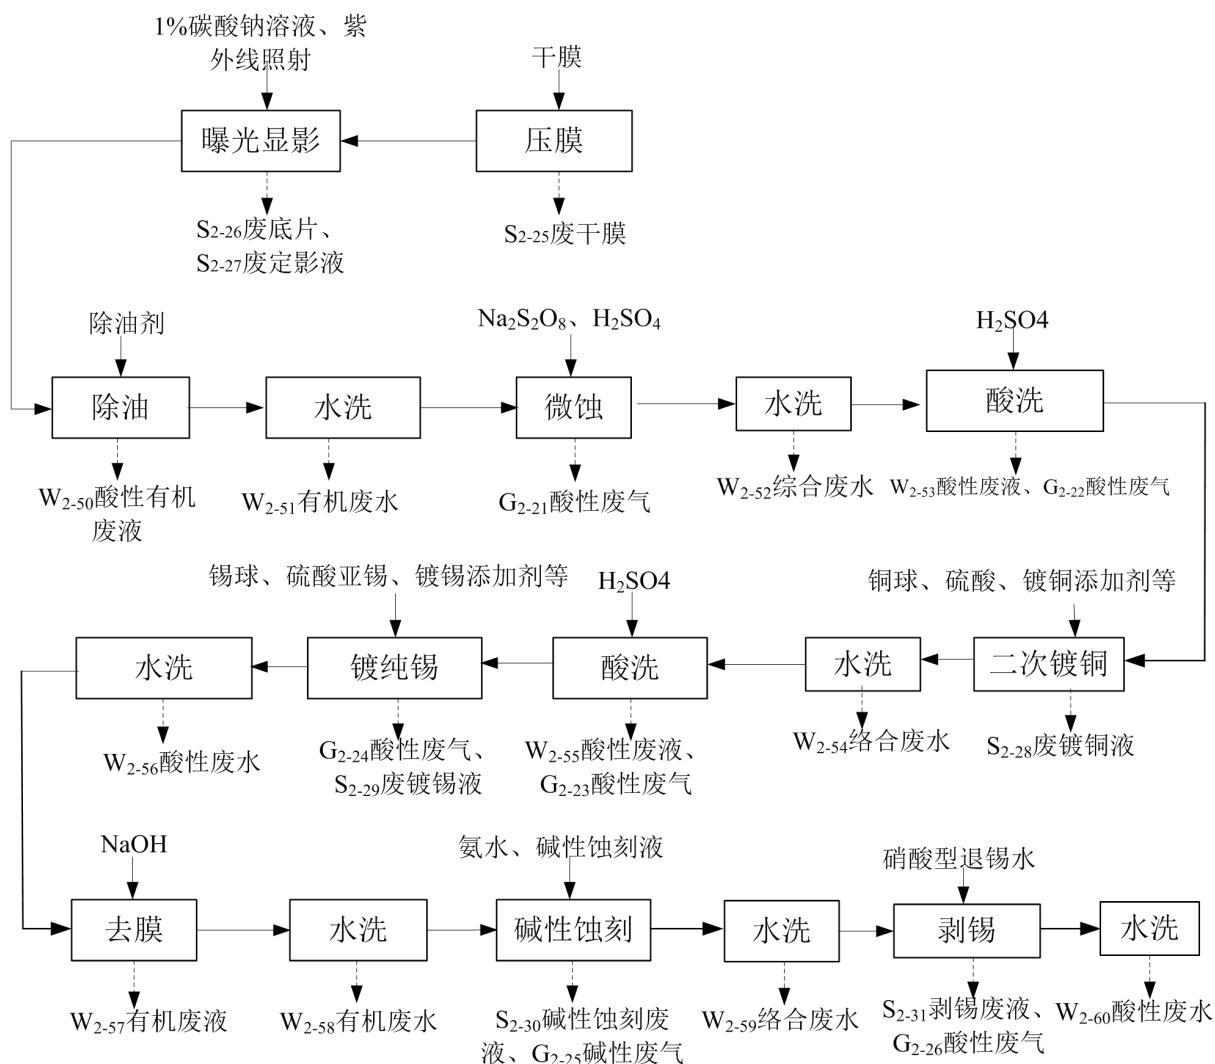 1%碳酸钠溶液、紫
外线照射
干膜
曝光显影
压膜
S2-26废底片、
S2-27废定影液
S2-25废干膜
除油剂
Na2S2O8、H2SO4
H2SO4
除油
水洗
微蚀
水洗
酸洗
W2-50酸性有机
废液
W2-51有机废水
G2-21酸性废气
W2-52综合废水
W2-53酸性废液、G2-22酸性废气
锡球、硫酸亚锡、镀锡添加剂等
H2SO4
铜球、硫酸、镀铜添加剂等
水洗
镀纯锡
酸洗
水洗
二次镀铜
W2-56酸性废水
G2-24酸性废气、
S2-29废镀锡液
W2-55酸性废液、
G2-23酸性废气
W2-54络合废水
S2-28废镀铜液
NaOH
氨水、碱性蚀刻液
硝酸型退锡水
去膜
水洗
碱性蚀刻
水洗
剥锡
水洗
W2-57有机废液
W2-58有机废水
S2-30碱性蚀刻废
液、G2-25碱性废气
W2-59络合废水
S2-31剥锡废液、
G2-26酸性废气
W2-60酸性废水